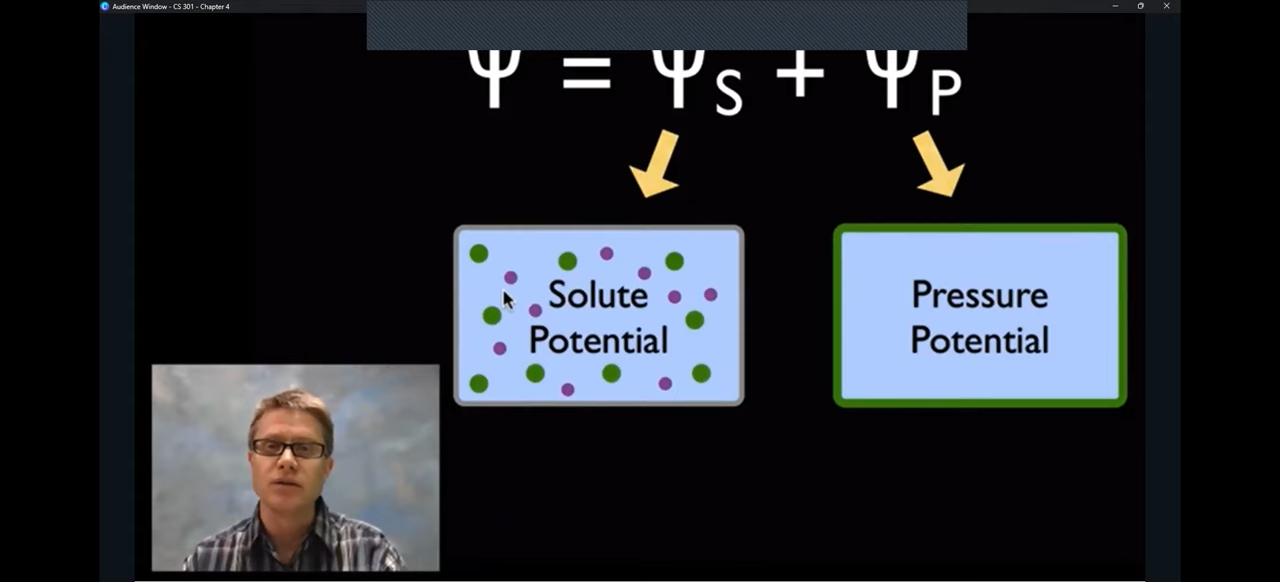 Audience Window - CS 301 - Chapter 4
Ψ = ΨS + ΨP
Solute
Potential
Pressure
Potential